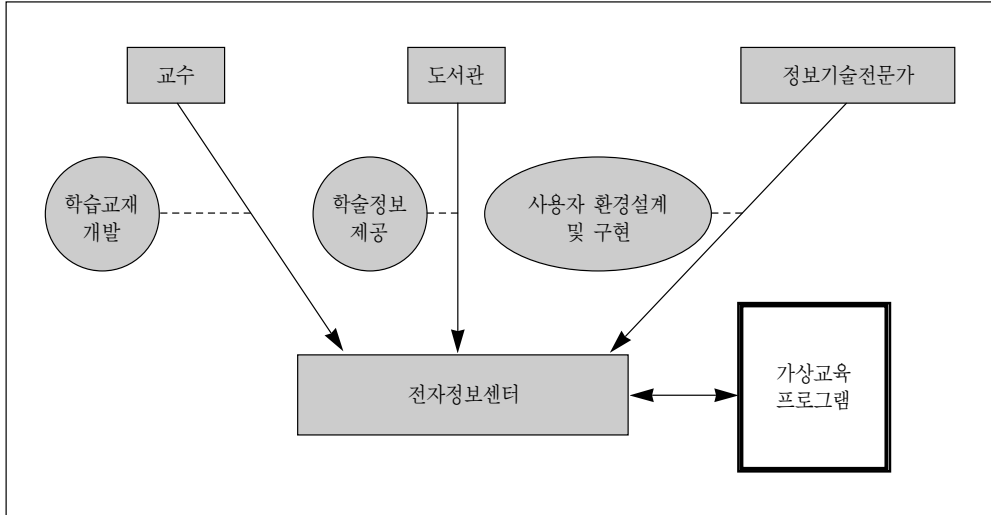 교수
도서관
정보기술전문가
학습교재
개발
학술정보
제공
사용자 환경설계
및 구현
전자정보센터
가상교육
프로그램